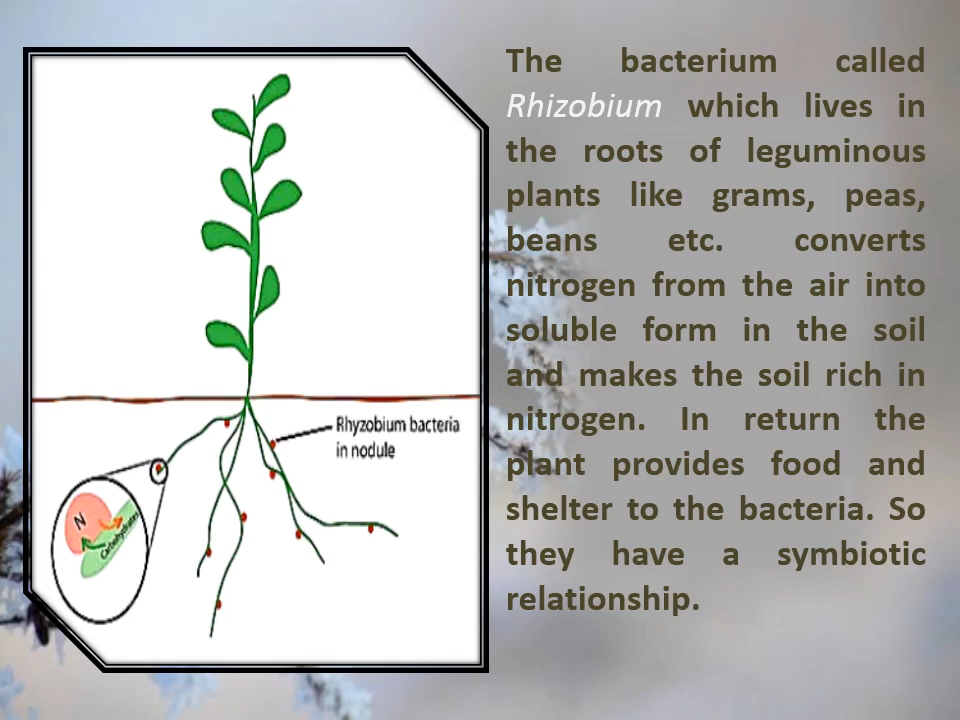 The bacterium called
Rhizobium which lives in
the roots of leguminous
plants like grams, peas,
beans etc. converts
nitrogen from the air into
soluble form in the soil
and makes the soil rich in
nitrogen. In return the
plant provides food and
shelter to the bacteria. So
they have a symbiotic
relationship.
Rhyzobium bacteria
in nodule
N
Carbohydrates